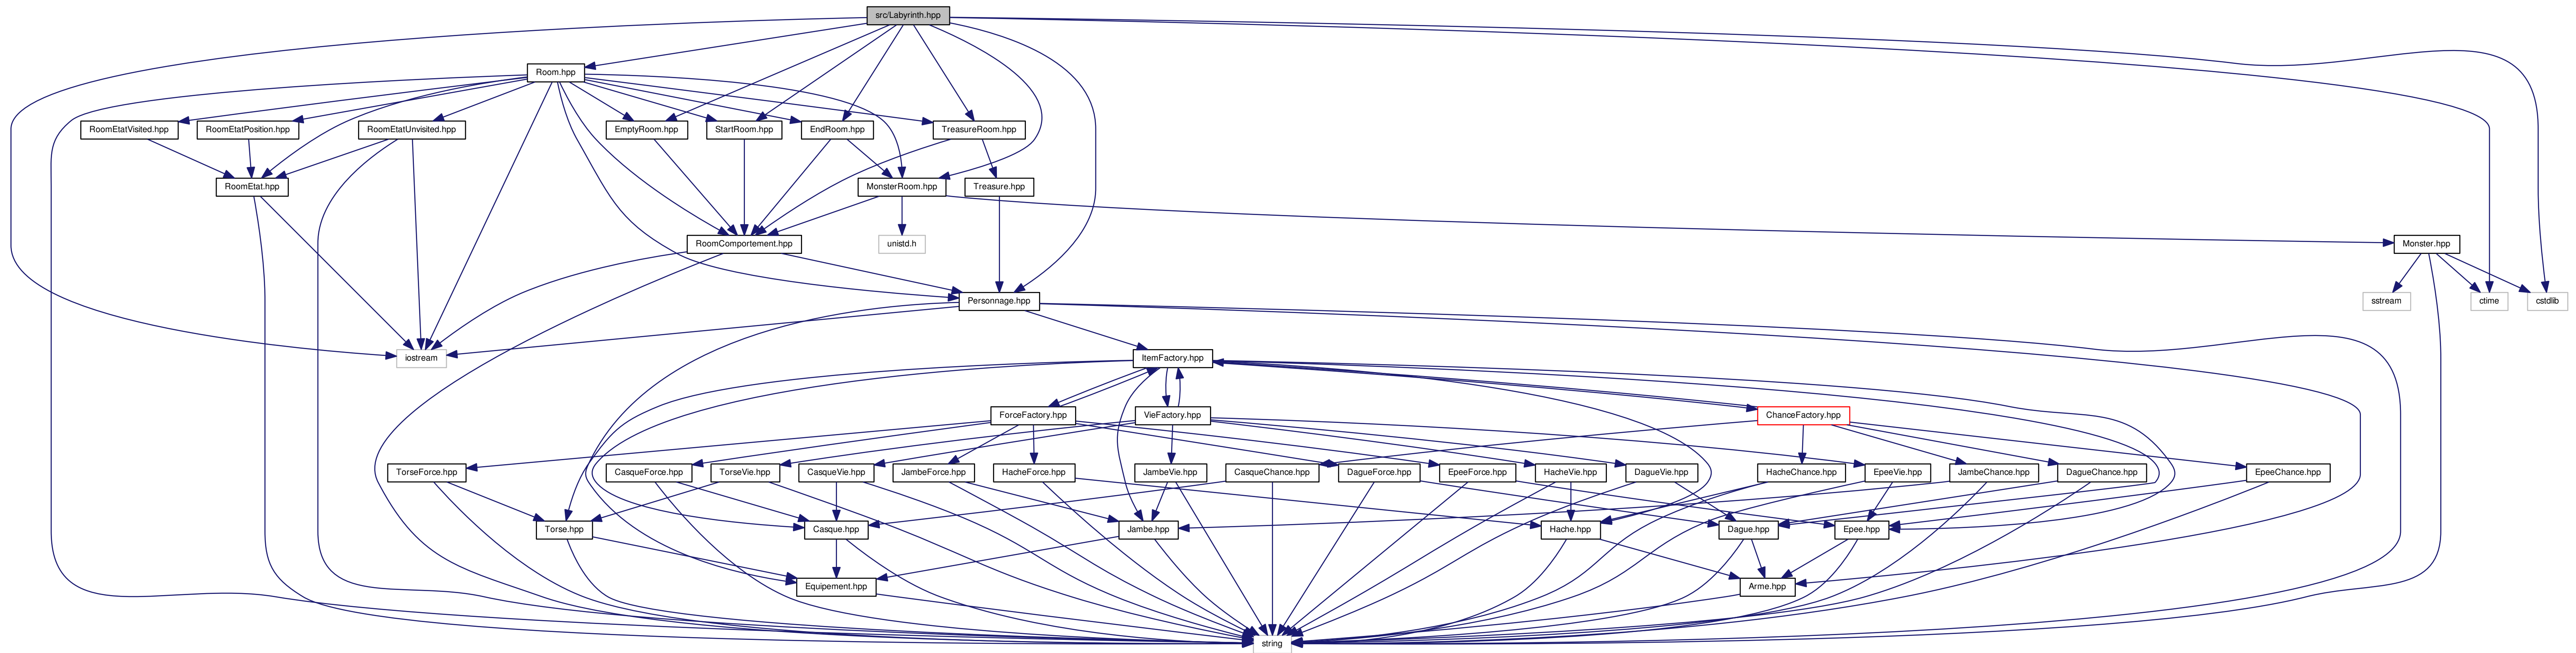 src/Labyrinth.hpp
Room.hpp
RoomEtatVisited.hpp
RoomEtatPosition.hpp
RoomEtatUnvisited.hpp
EmptyRoom.hpp
StartRoom.hpp
EndRoom.hpp
TreasureRoom.hpp
RoomEtat.hpp
MonsterRoom.hpp
Treasure.hpp
RoomComportement.hpp
unistd.h
Monster.hpp
Personnage.hpp
sstream
ctime
cstdlib
iostream
ItemFactory.hpp
ForceFactory.hpp
VieFactory.hpp
ChanceFactory.hpp
TorseForce.hpp
CasqueForce.hpp
TorseVie.hpp
CasqueVie.hpp
JambeForce.hpp
HacheForce.hpp
JambeVie.hpp
CasqueChance.hpp
DagueForce.hpp
EpeeForce.hpp
HacheVie.hpp
DagueVie.hpp
HacheChance.hpp
EpeeVie.hpp
JambeChance.hpp
DagueChance.hpp
EpeeChance.hpp
Torse.hpp
Casque.hpp
Jambe.hpp
Hache.hpp
Dague.hpp
Epee.hpp
Equipement.hpp
Arme.hpp
string